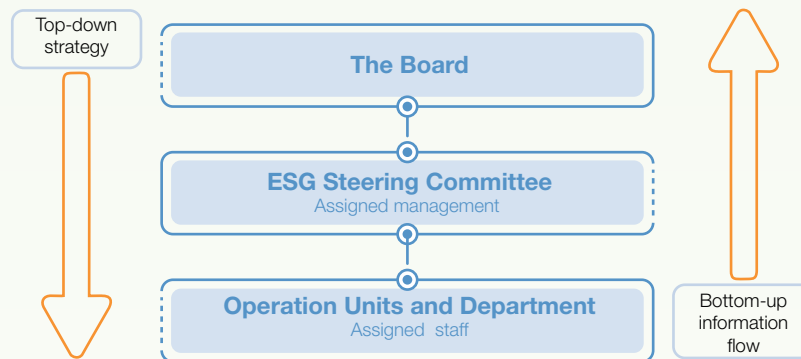 Top-down
strategy
The Board
ESG Steering Committee
Assigned management
Operation Units and Department
Assigned staff
Bottom-up
information
flow